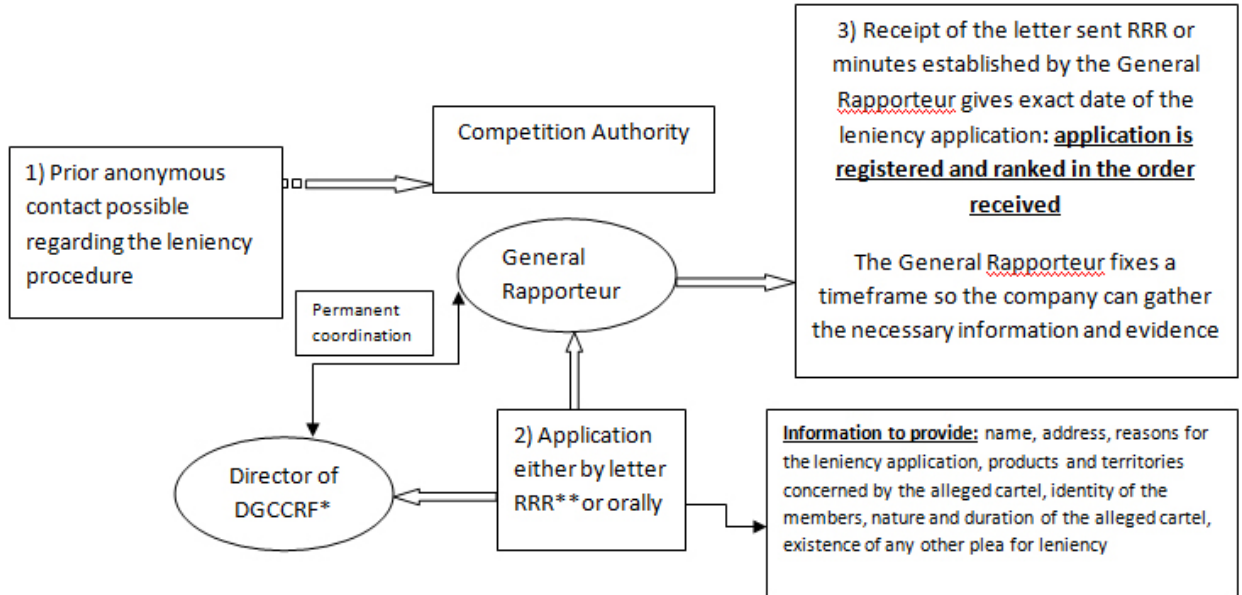 1) Prior anonymous
contact possible
regarding the leniency
procedure
Competition Authority
General
Rapporteur
Permanent
coordination
Director of
DGCCRF*
2) Application
either by letter
RRR** or orally
3) Receipt of the letter sent RRR or
minutes established by the General
Rapporteur gives exact date of the
leniency application: application is
registered and ranked in the order
received
The General Rapporteur fixes a
timeframe so the company can gather
the necessary information and evidence
Information to provide: name, address, reasons for
the leniency application, products and territories
concerned by the alleged cartel, identity of the
members, nature and duration of the alleged cartel,
existence of any other plea for leniency